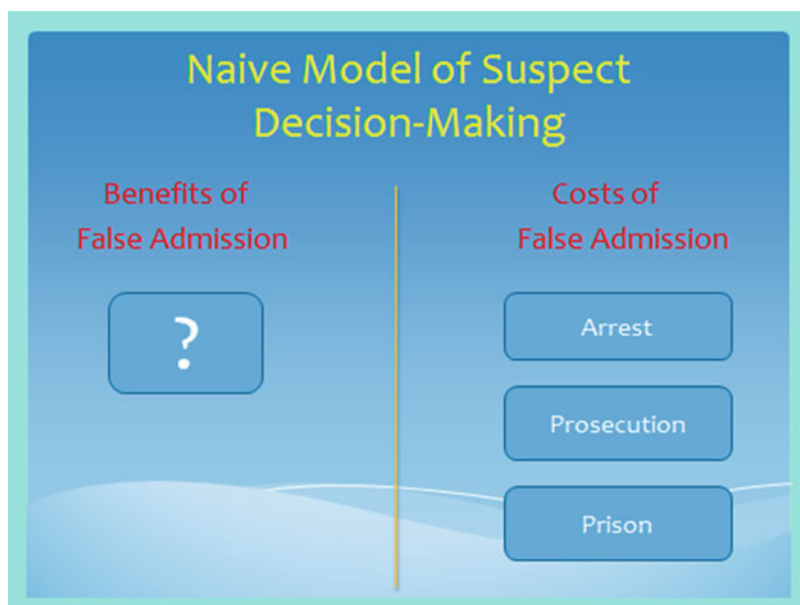 Naive Model of Suspect
Decision-Making
Benefits of
False Admission
?
Costs of
False Admission
Arrest
Prosecution
Prison